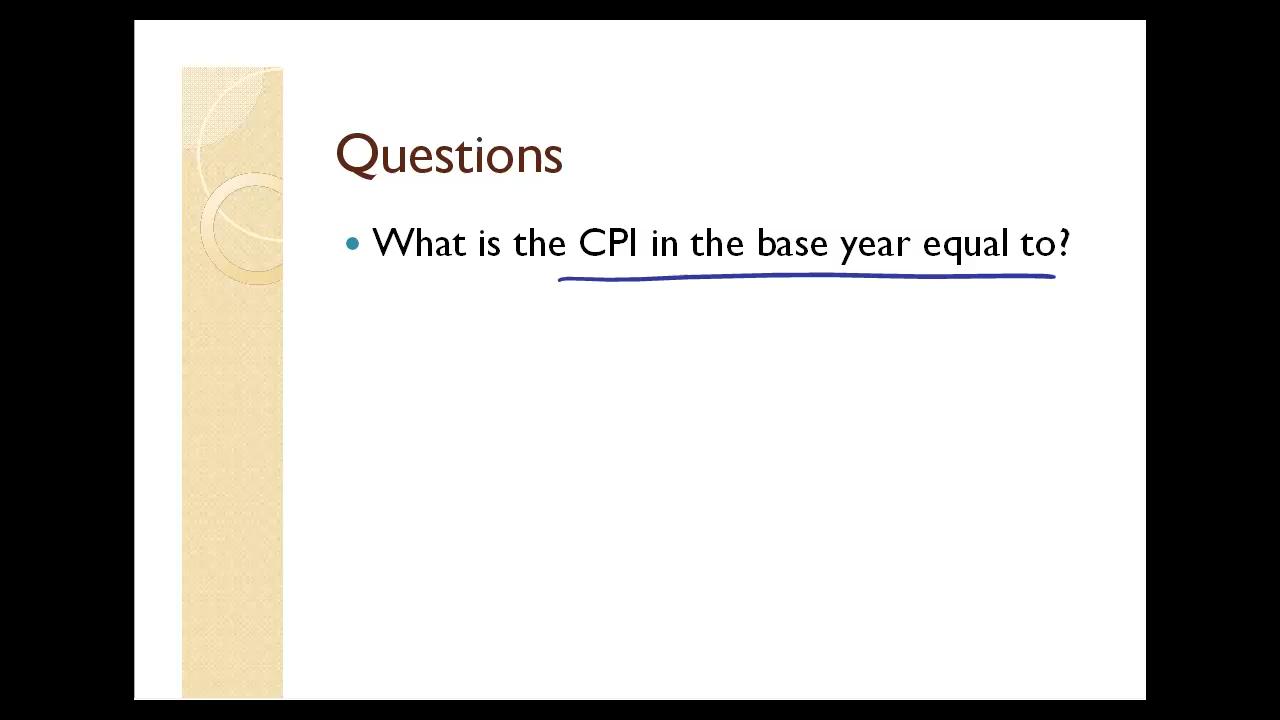 Questions
• What is the CPI in the base year equal to?